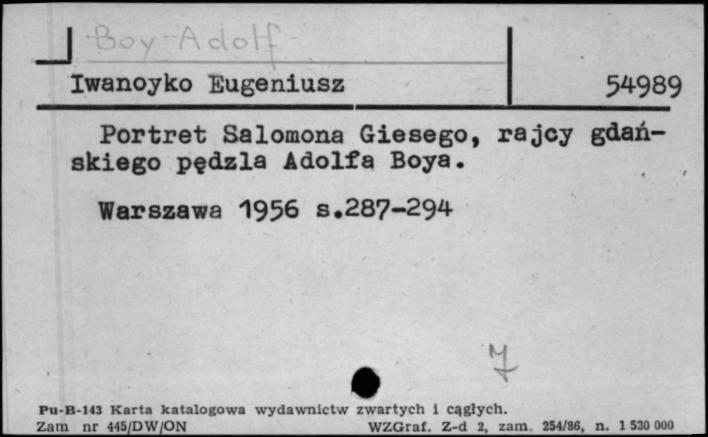 Boy Adolf
Iwanoyko Eugeniusz 54989
Portret Salomona Giesego, rajcy gdań-
skiego pędzla Adolfa Boya.
Warszawa 1956 s.287-294
Pu-B-143 Karta katalogowa wydawnictw zwartych i cągłych.
Zam nr 445/DW/ON WZGraf. Z-d 2, zam. 254/86, n. 1 530 000